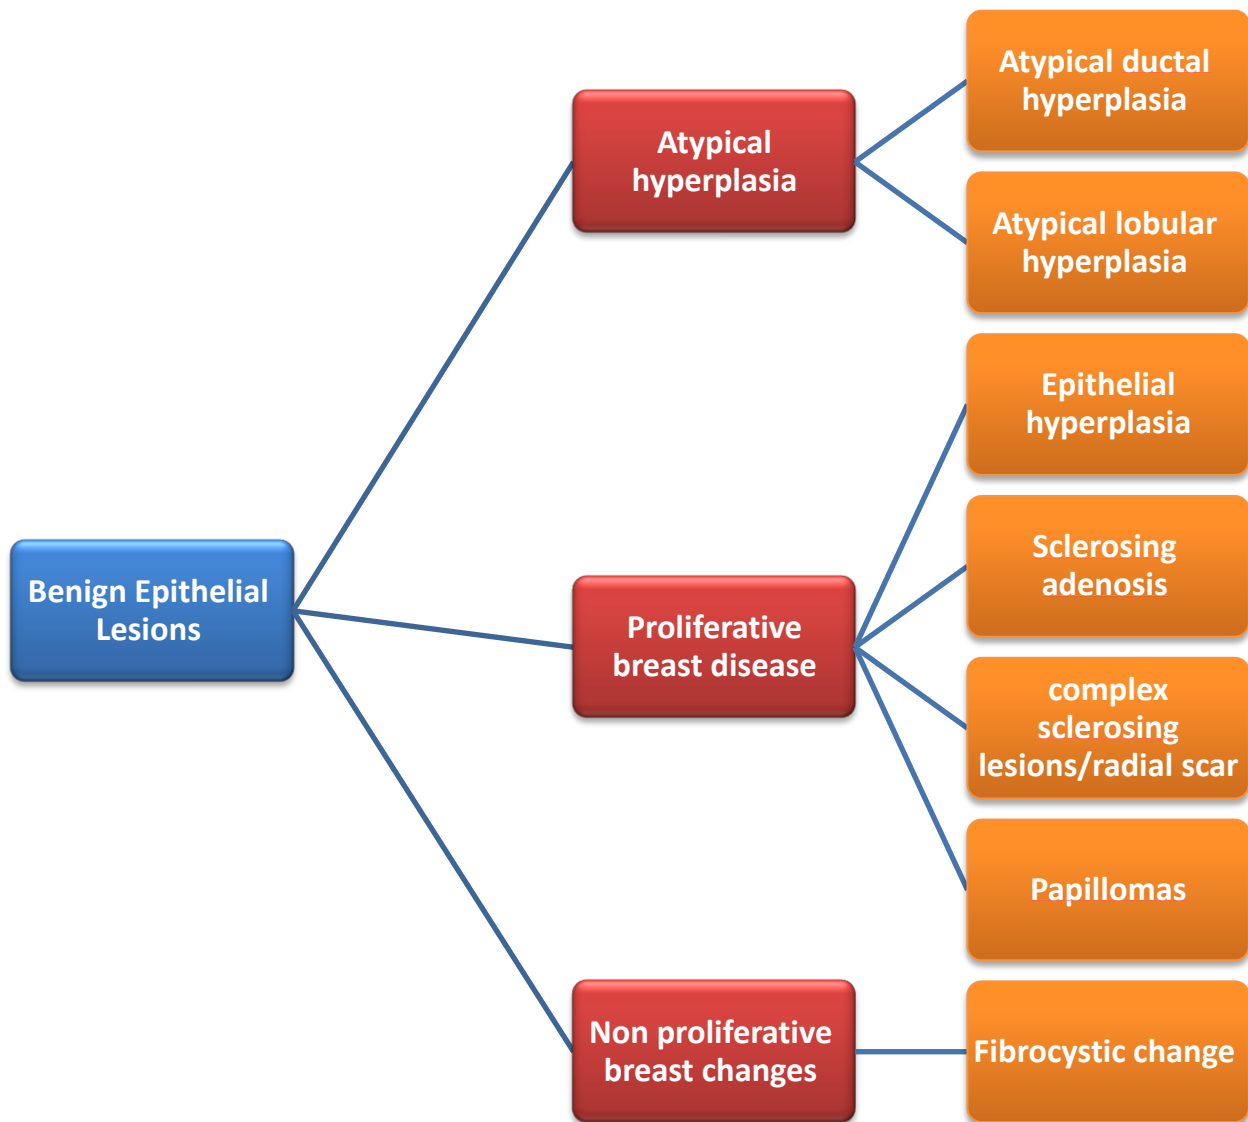 Benign Epithelial
Lesions
Atypical
hyperplasia
Atypical ductal
hyperplasia
Atypical lobular
hyperplasia
Proliferative
breast disease
Epithelial
hyperplasia
Sclerosing
adenosis
complex
sclerosing
lesions/radial scar
Papillomas
Non proliferative
breast changes
Fibrocystic change